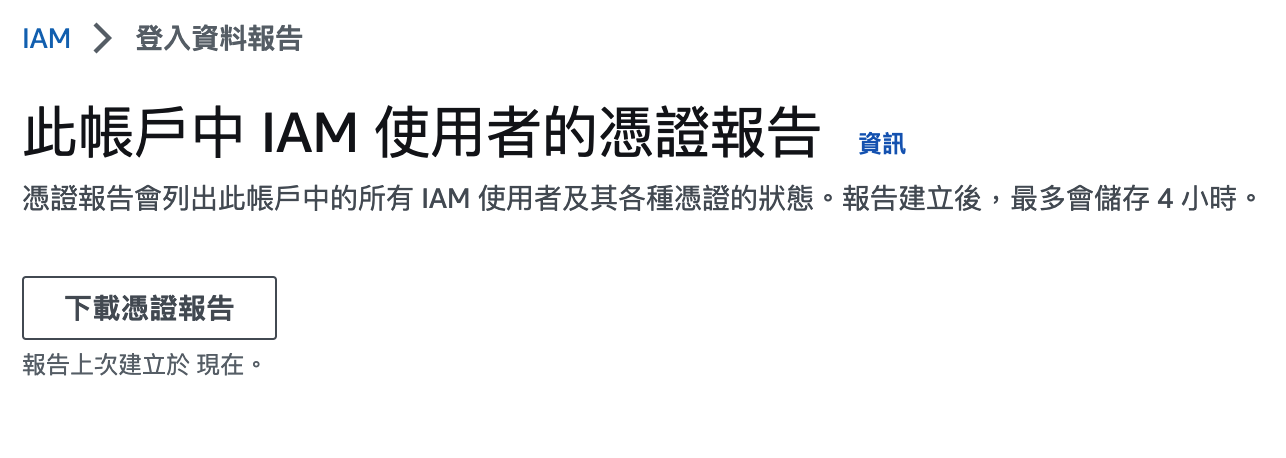 IAM > 登入資料報告
此帳戶中 IAM 使用者的憑證報告 資訊
憑證報告會列出此帳戶中的所有 IAM 使用者及其各種憑證的狀態。報告建立後，最多會儲存 4 小時。
下載憑證報告
報告上次建立於 現在。